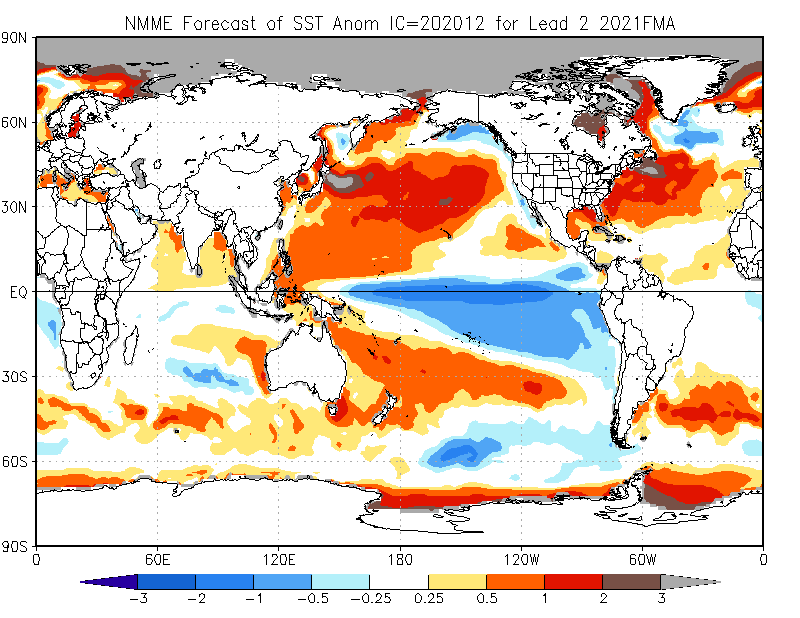 NMME Forecast of SST Anom IC=202012 for Lead 2 2021FMA
90N
60N
30N
EQ
30S
60S
90S
0 60E 120E 180 120W 60W 0
-3 -2 -1 -0.5 -0.25 0.25 0.5 1 2 3